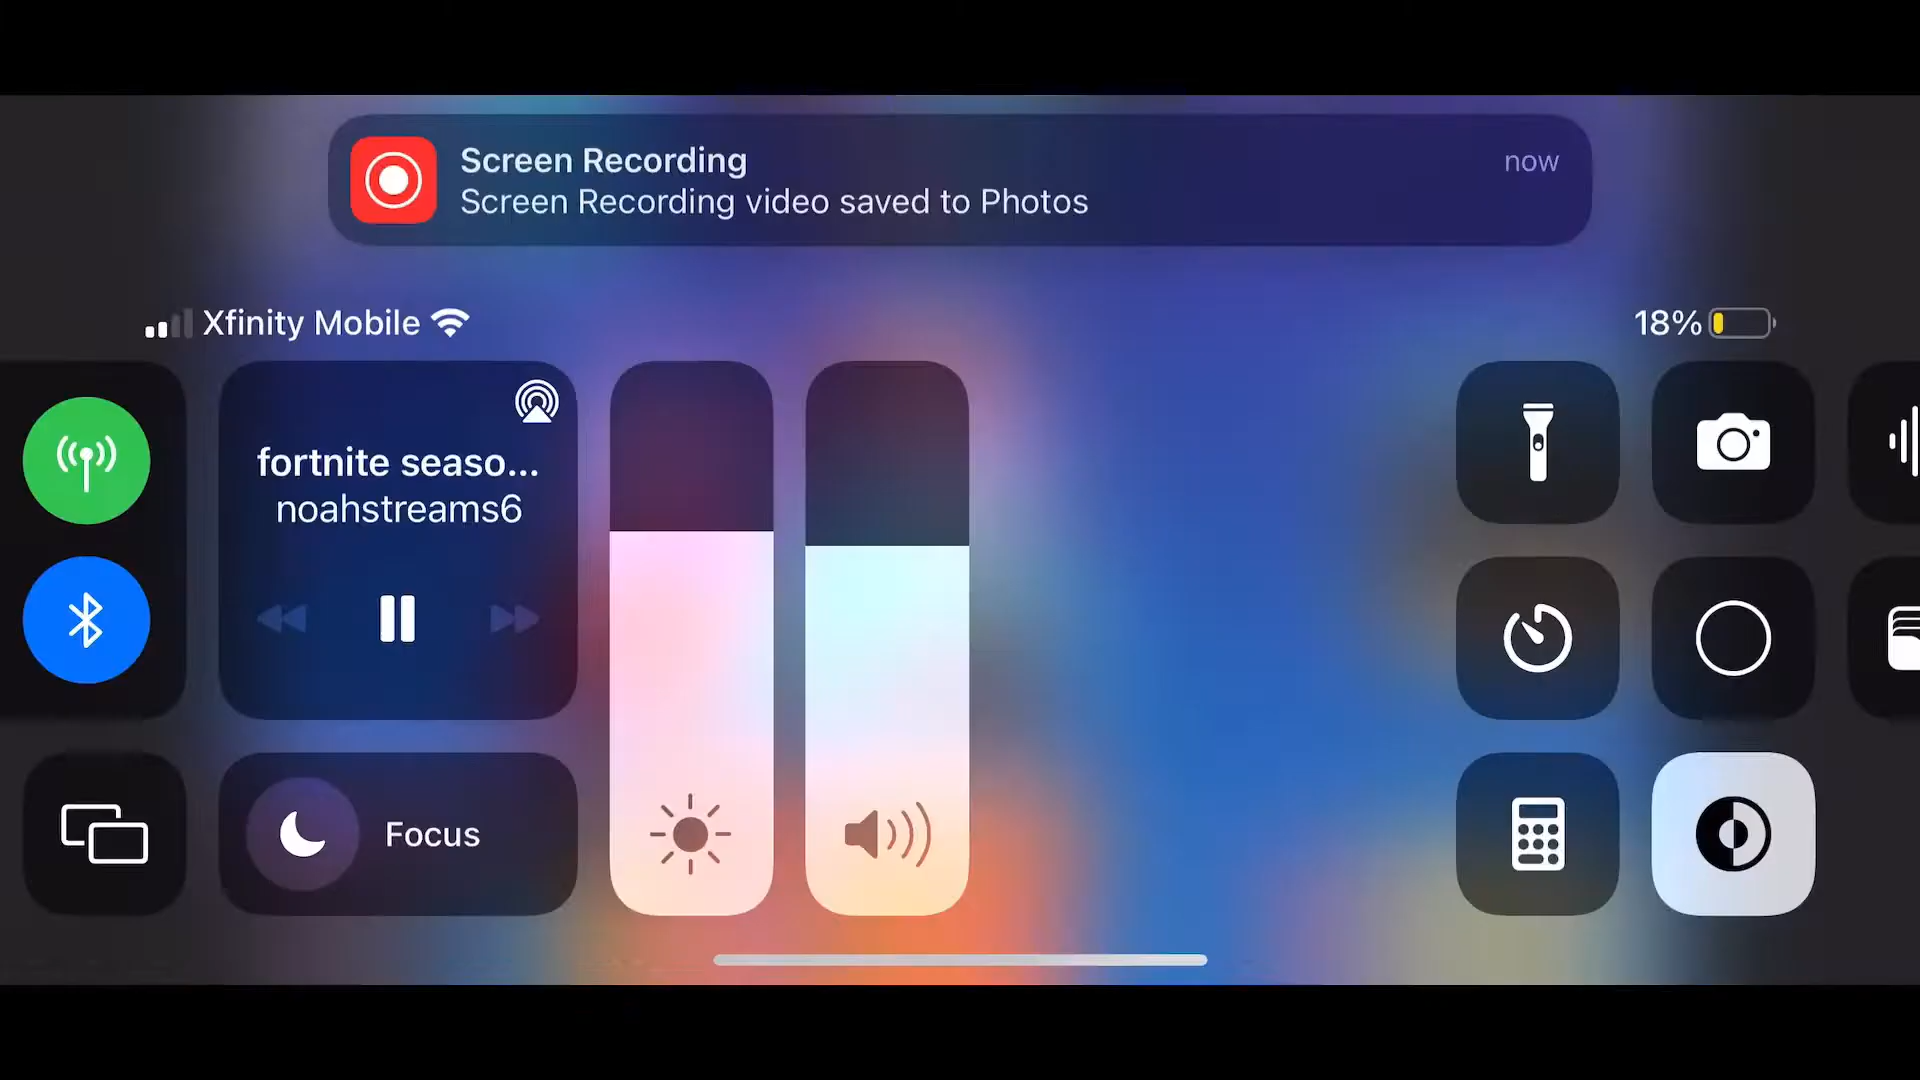 Screen Recording
now
Screen Recording video saved to Photos
Xfinity Mobile
18%
fortnite seaso...
noahstreams6
Focus